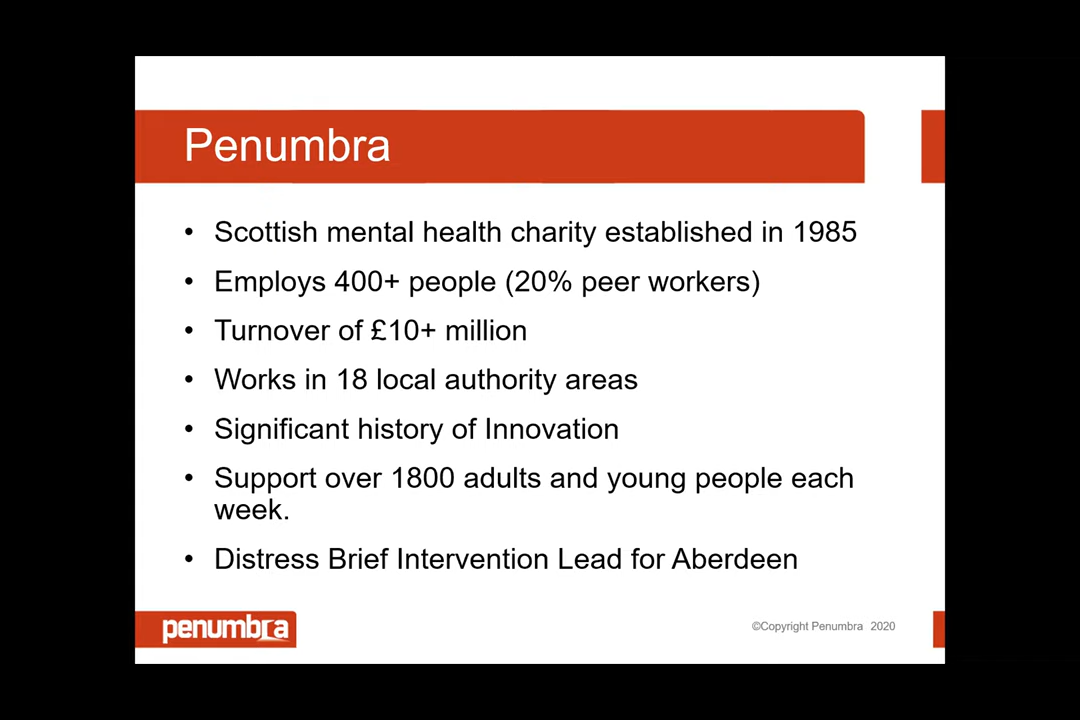 Penumbra
• Scottish mental health charity established in 1985
• Employs 400+ people (20% peer workers)
• Turnover of £10+ million
• Works in 18 local authority areas
• Significant history of Innovation
• Support over 1800 adults and young people each
week.
• Distress Brief Intervention Lead for Aberdeen
penumbra
©Copyright Penumbra 2020